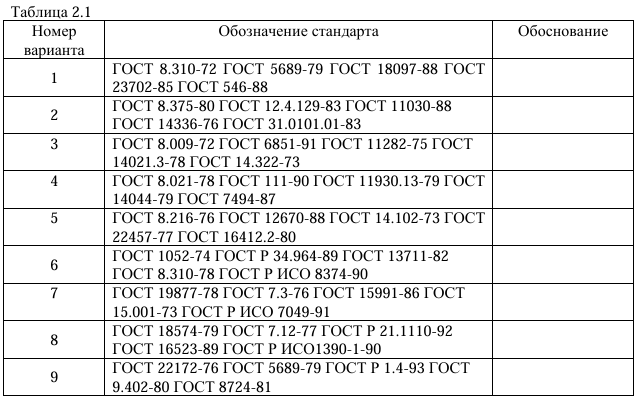 Таблица 2.1
Номер варианта
Обозначение стандарта
Обоснование
1
ГОСТ 8.310-72 ГОСТ 5689-79 ГОСТ 18097-88 ГОСТ
23702-85 ГОСТ 546-88
2
ГОСТ 8.375-80 ГОСТ 12.4.129-83 ГОСТ 11030-88
ГОСТ 14336-76 ГОСТ 31.0101.01-83
3
ГОСТ 8.009-72 ГОСТ 6851-91 ГОСТ 11282-75 ГОСТ
14021.3-78 ГОСТ 14.322-73
4
ГОСТ 8.021-78 ГОСТ 111-90 ГОСТ 11930.13-79 ГОСТ
14044-79 ГОСТ 7494-87
5
ГОСТ 8.216-76 ГОСТ 12670-88 ГОСТ 14.102-73 ГОСТ
22457-77 ГОСТ 16412.2-80
6
ГОСТ 1052-74 ГОСТ Р 34.964-89 ГОСТ 13711-82
ГОСТ 8.310-78 ГОСТ Р ИСО 8374-90
7
ГОСТ 19877-78 ГОСТ 7.3-76 ГОСТ 15991-86 ГОСТ
15.001-73 ГОСТ Р ИСО 7049-91
8
ГОСТ 18574-79 ГОСТ 7.12-77 ГОСТ Р 21.1110-92
ГОСТ 16523-89 ГОСТ Р ИСО1390-1-90
9
ГОСТ 22172-76 ГОСТ 5689-79 ГОСТ Р 1.4-93 ГОСТ
9.402-80 ГОСТ 8724-81